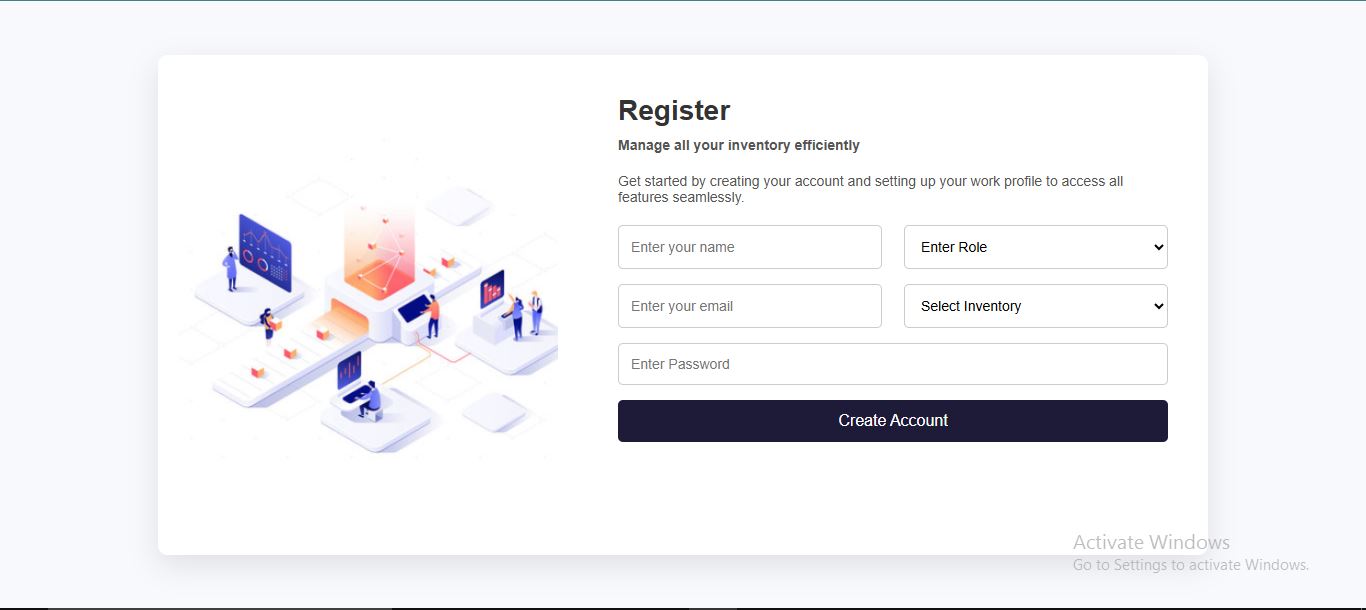 Register
Manage all your inventory efficiently
Get started by creating your account and setting up your work profile to access all
features seamlessly.
Enter your name
Enter Role
Enter your email
Select Inventory
Enter Password
Create Account
Activate Windows
Go to Settings to activate Windows.